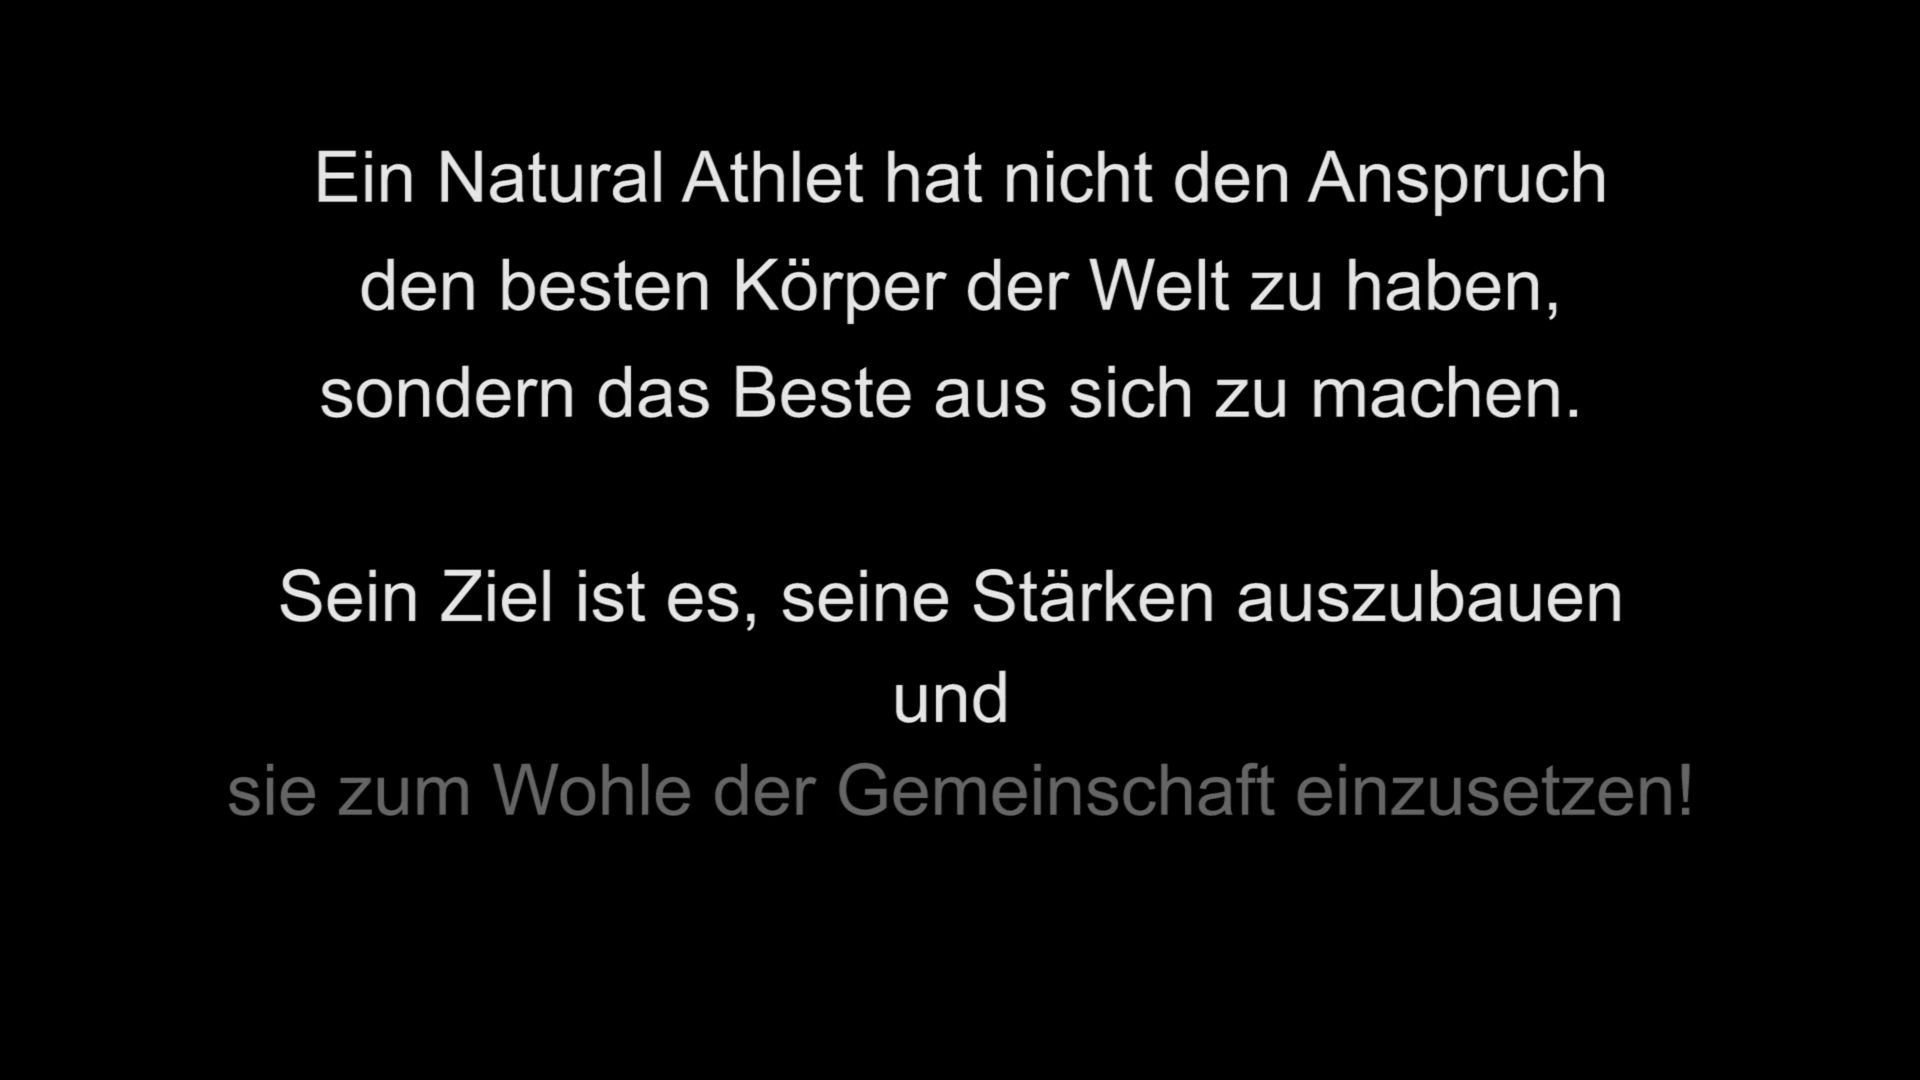 Ein Natural Athlet hat nicht den Anspruch
den besten Körper der Welt zu haben,
sondern das Beste aus sich zu machen.
Sein Ziel ist es, seine Stärken auszubauen
und
sie zum Wohle der Gemeinschaft einzusetzen!